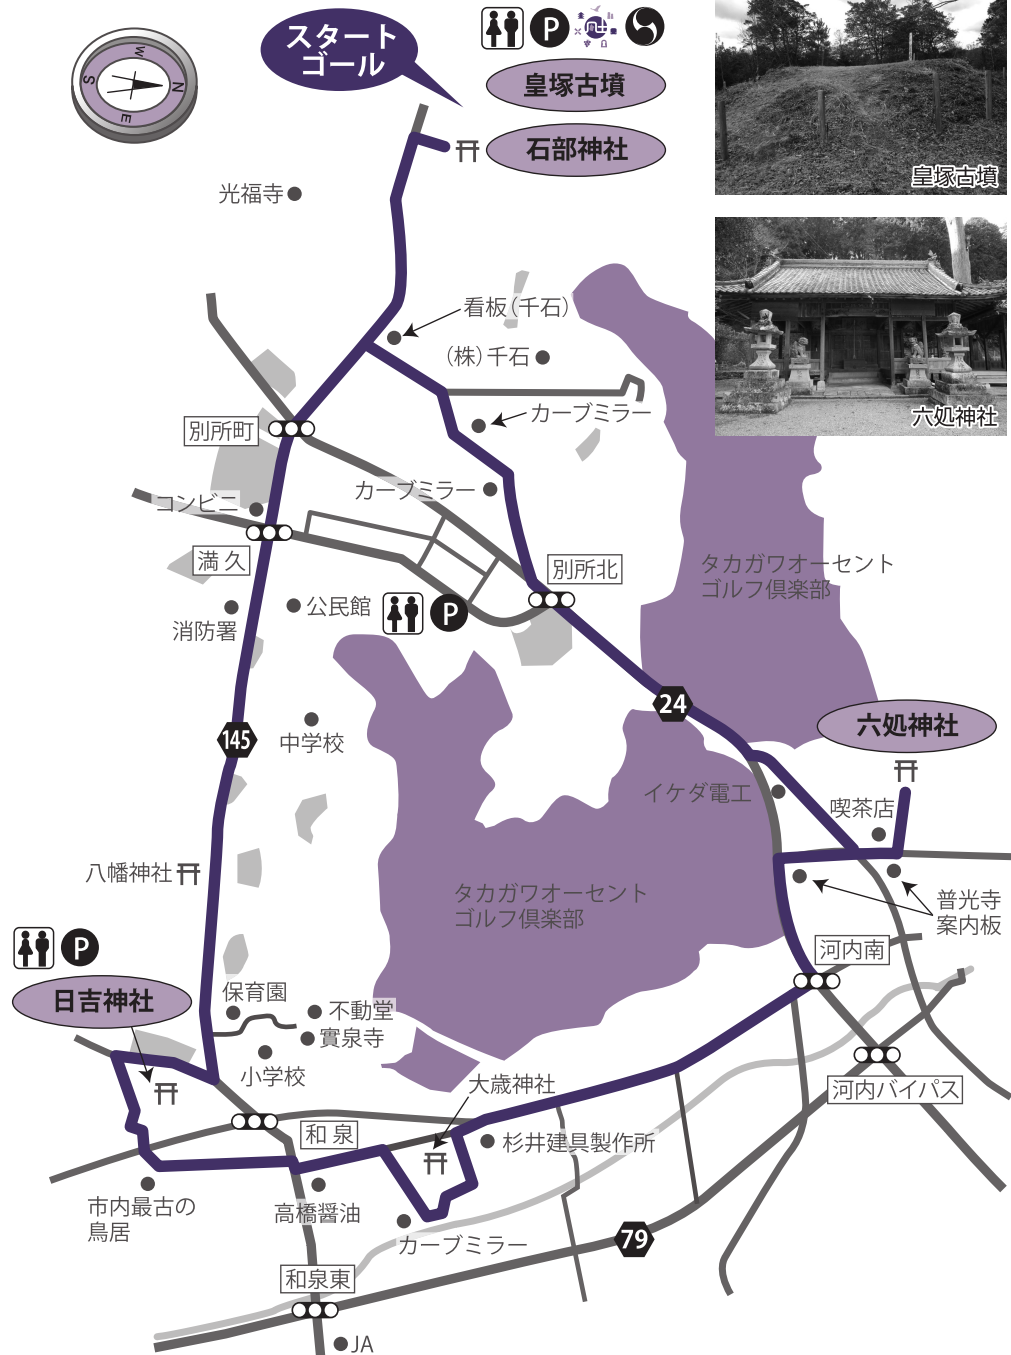 スタート
ゴール
W
S
N
E
P
皇塚古墳
石部神社
皇塚古墳
六処神社
光福寺
看板(千石)
(株)千石
カーブミラー
別所町
カーブミラー
コンビニ
満久
別所北
タカガワオーセント
ゴルフ倶楽部
公民館
P
消防署
24
六処神社
145
中学校
イケダ電工
喫茶店
八幡神社
タカガワオーセント
ゴルフ倶楽部
普光寺
案内板
P
河内南
日吉神社
保育園
不動堂
實泉寺
小学校
大歳神社
河内バイパス
和泉
杉井建具製作所
市内最古の
鳥居
高橋醤油
カーブミラー
79
和泉東
JA